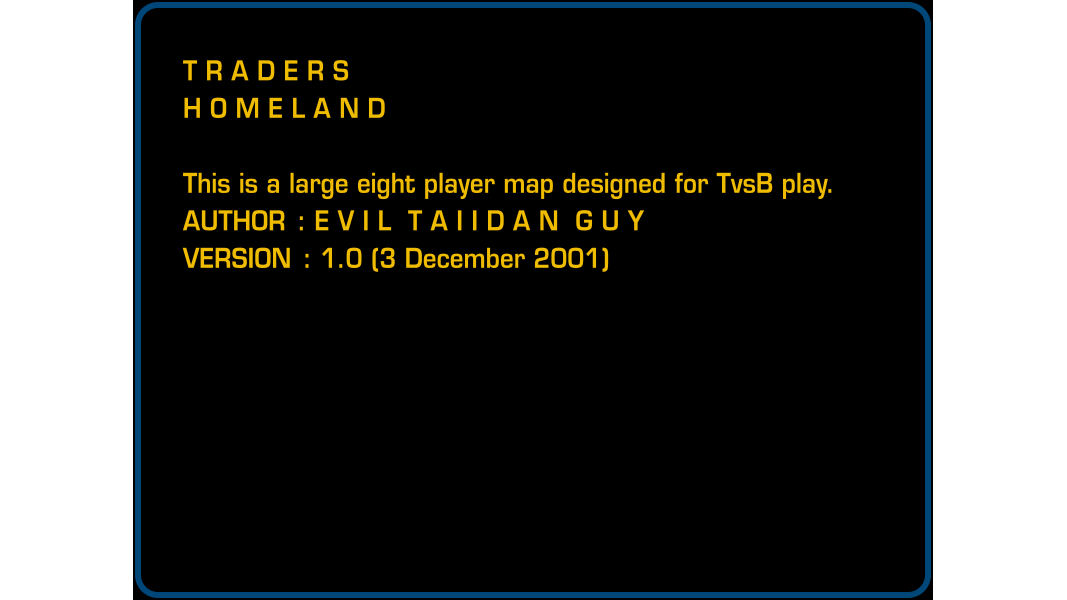 TRADERS
HOMELAND
This is a large eight player map designed for TvsB play.
AUTHOR : EVIL TAIIDAN GUY
VERSION : 1.0 (3 December 2001)